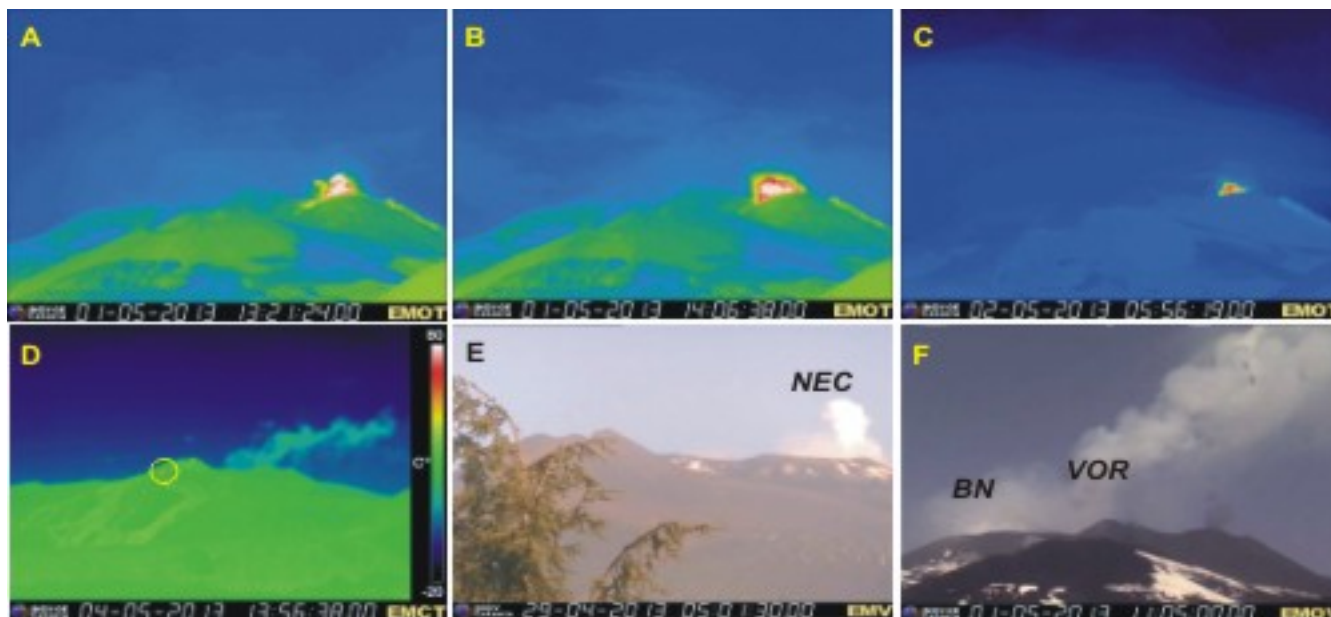 A
01-05-2013 13:21:24.00 EMOT
B
01-05-2013 14:06:38.00 EMOT
C
02-05-2013 05:56:19.00 EMOT
D
80
C°
-20
04-05-2013 13:56:38.00 EMCT
E
NEC
29-04-2013 05:01:30.00 EMV
F
BN
VOR
01-05-2013 11:05:00.00 EMOV